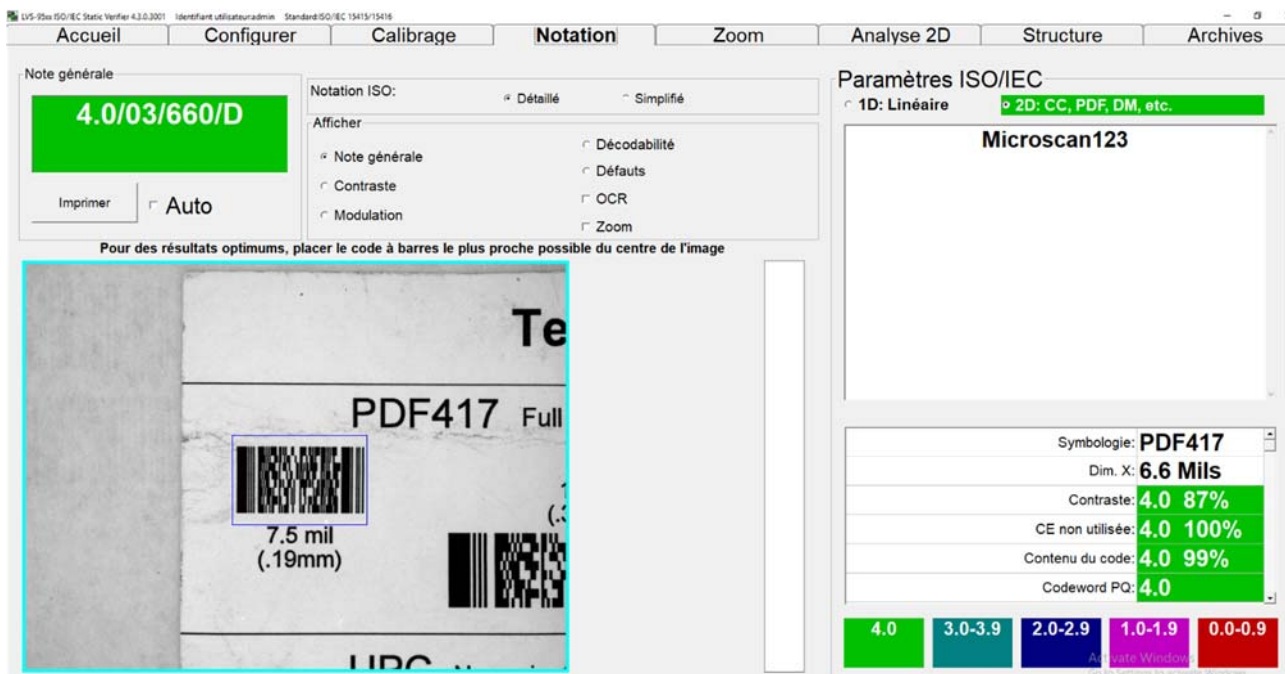 LVS-95xx ISO/IEC Static Verifier 4.3.0.3001 Identifiant utilisateur:admin Standard:ISO/IEC 15415/15416
Accueil Configurer Calibrage Notation Zoom Analyse 2D Structure Archives
Note générale
4.0/03/660/D
Imprimer
Auto
Notation ISO:
Détaillé Simplifié
Afficher
Note générale
Contraste
Modulation
Décodabilité
Défauts
OCR
Zoom
Pour des résultats optimums, placer le code à barres le plus proche possible du centre de l'image
Te
PDF417 Full
7.5 mil
(.19mm)
UPC
Paramètres ISO/IEC
1D: Linéaire 2D: CC, PDF, DM, etc.
Microscan123
Symbologie: PDF417
Dim. X: 6.6 Mils
Contraste: 4.0 87%
CE non utilisée: 4.0 100%
Contenu du code: 4.0 99%
Codeword PQ: 4.0
4.0 3.0-3.9 2.0-2.9 1.0-1.9 0.0-0.9
Activate Windows